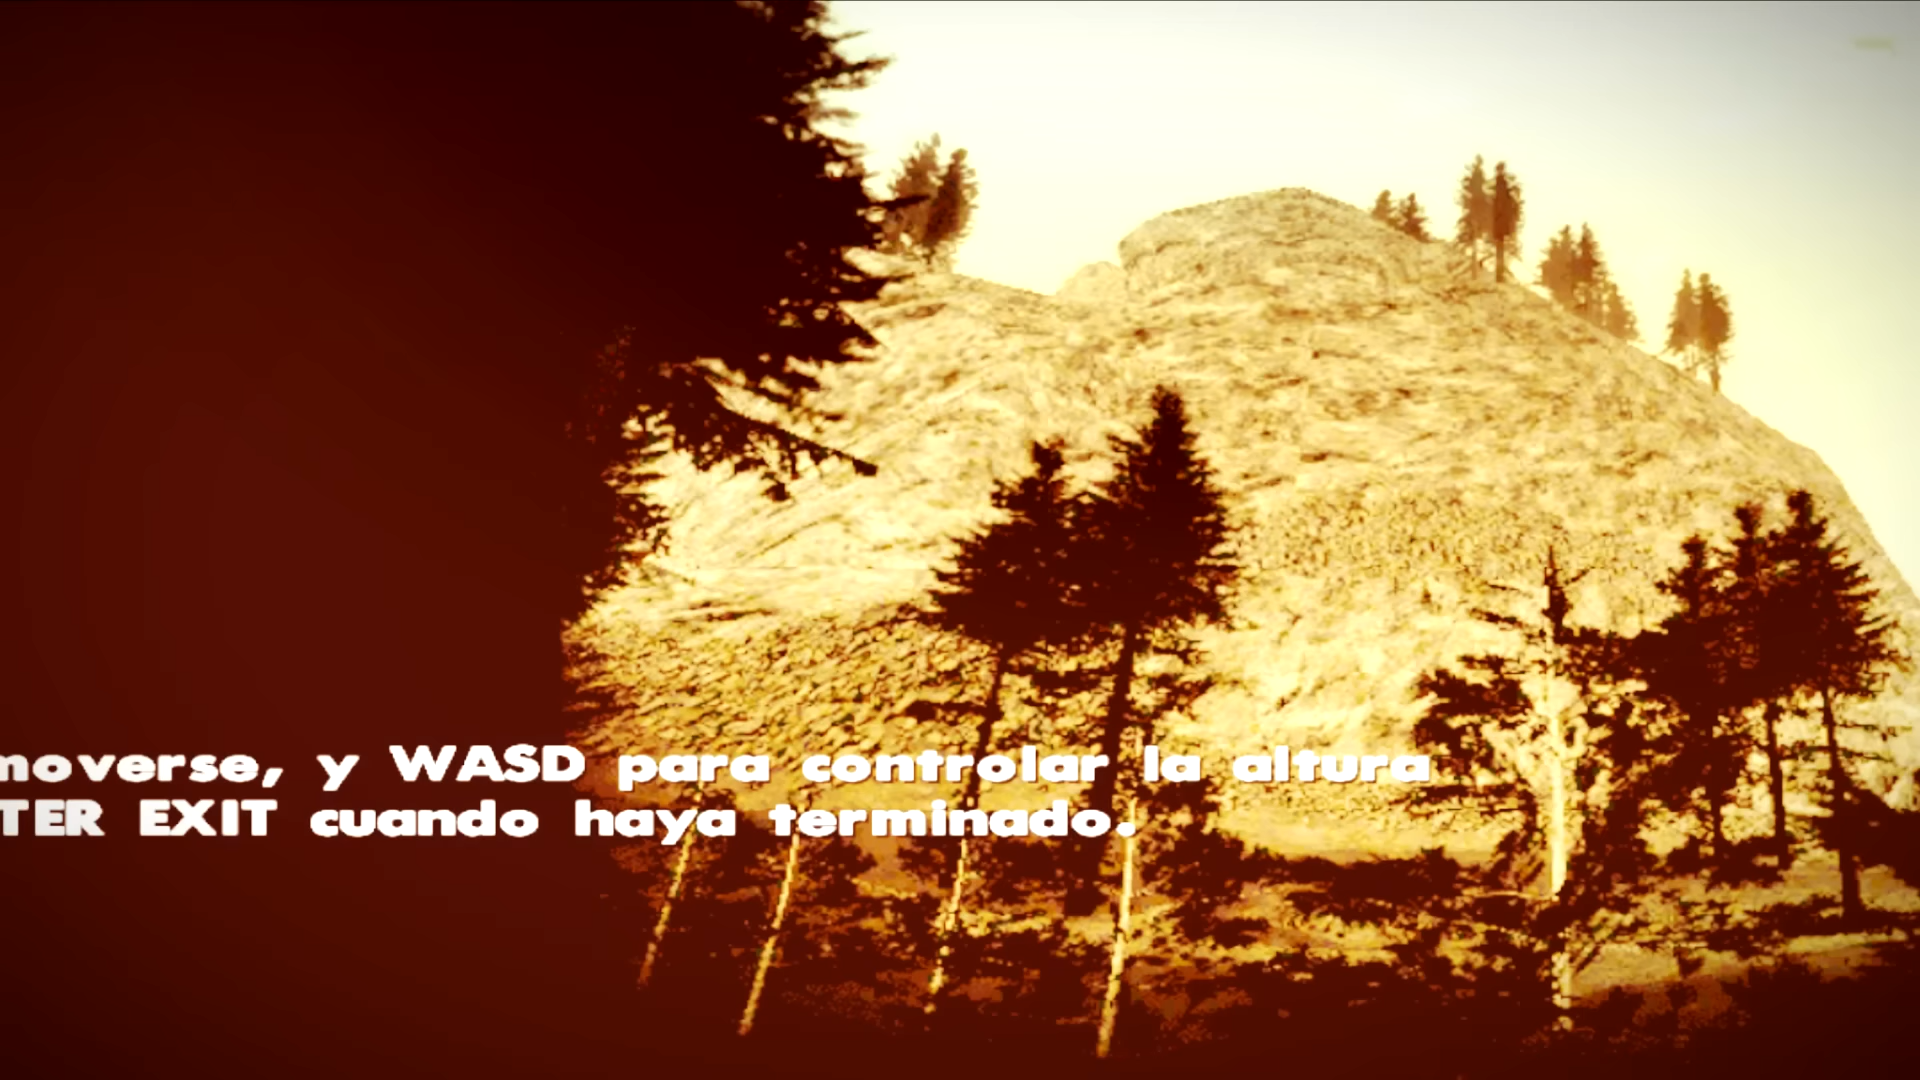 moverse, y WASD para controlar la altura
TER EXIT cuando haya terminado.